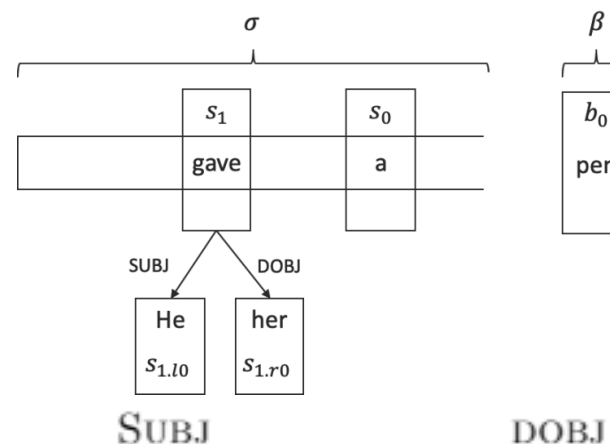 σ β
s₁ s₀ b₀
gave a per
SUBJ DOBJ
He her
s₁.l0 s₁.r0
SUBJ DOBJ